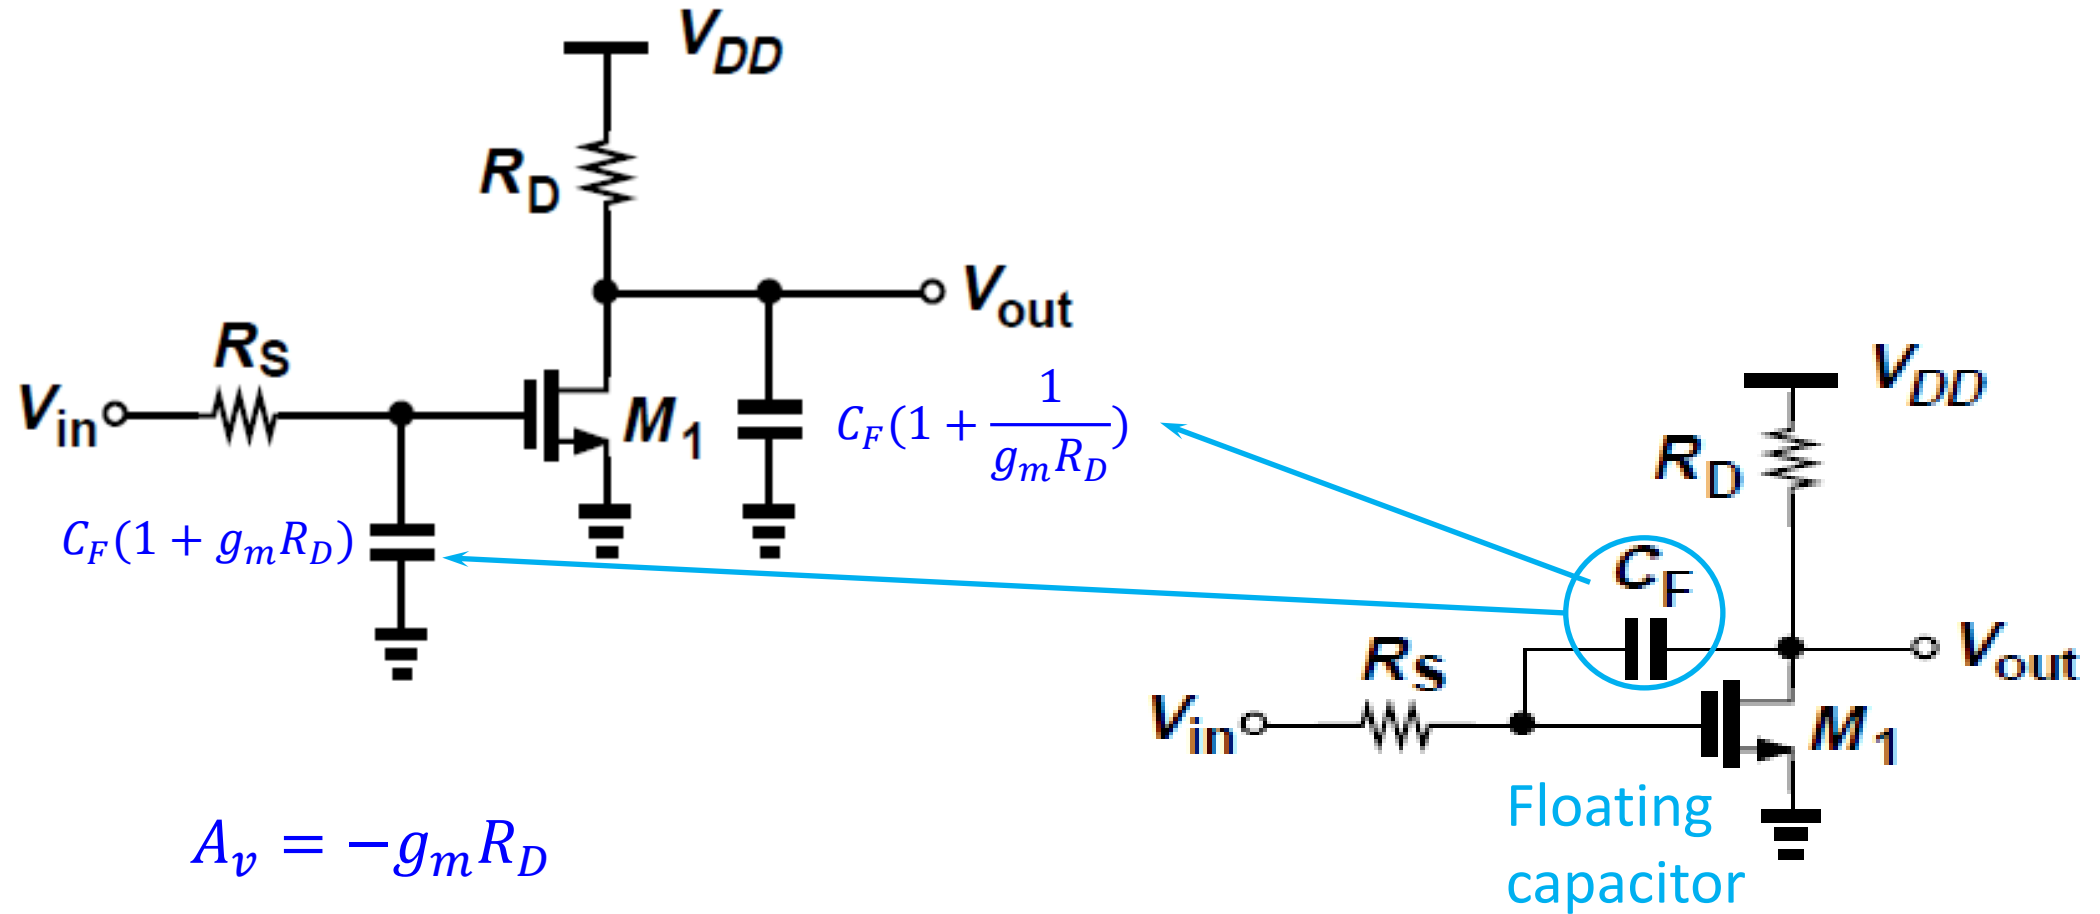 V_DD
R_D
V_out
R_S
V_in
M_1
C_F(1 + 1/(g_m R_D))
C_F(1 + g_m R_D)
A_v = −g_m R_D
V_DD
R_D
C_F
R_S
V_out
V_in
M_1
Floating
capacitor